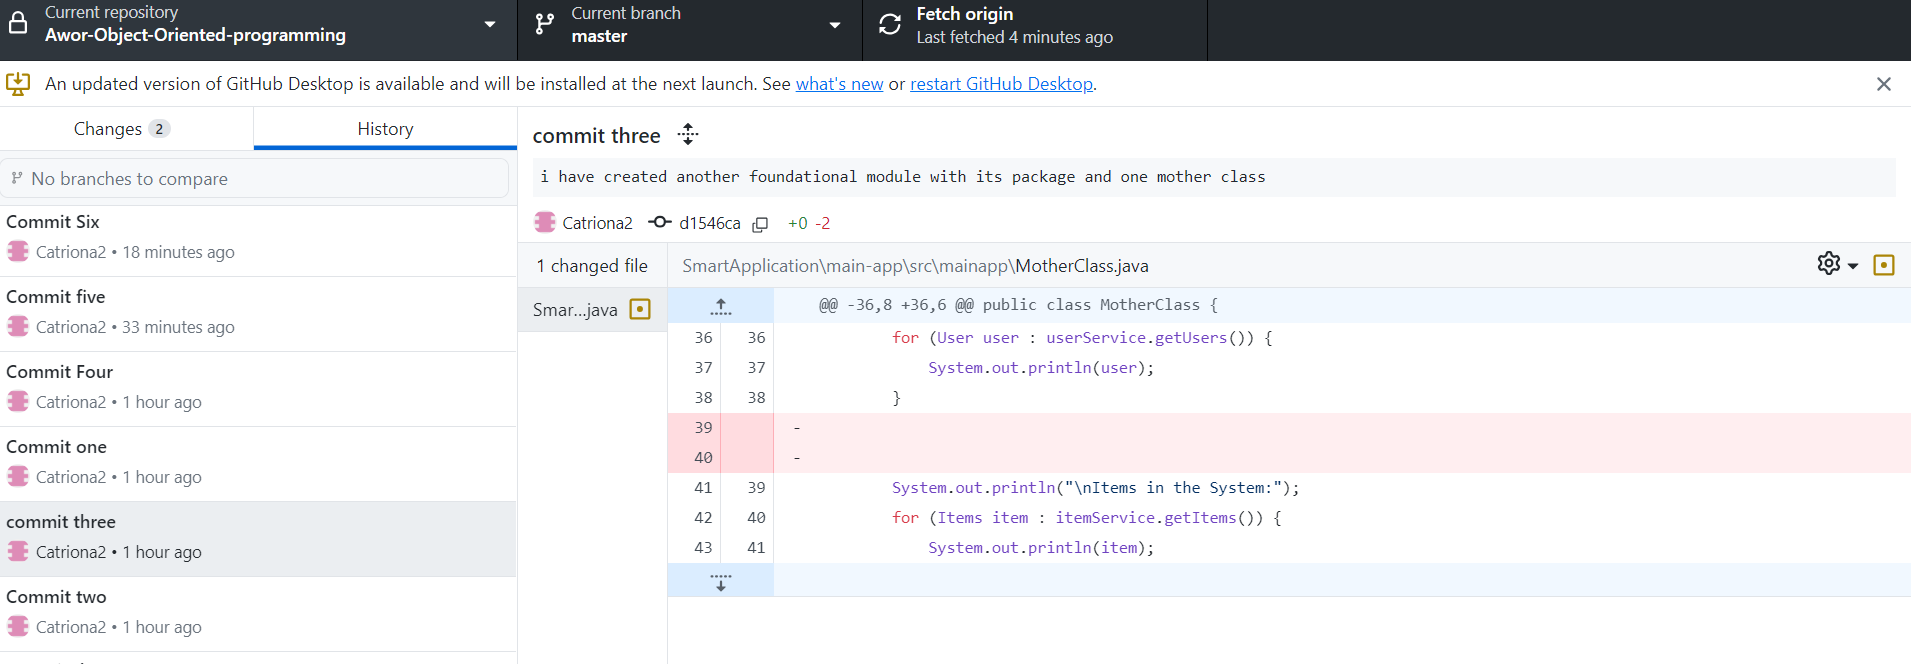 Current repository
Awor-Object-Oriented-programming
Current branch
master
Fetch origin
Last fetched 4 minutes ago
An updated version of GitHub Desktop is available and will be installed at the next launch. See what's new or restart GitHub Desktop.
Changes 2
History
No branches to compare
Commit Six
Catriona2 • 18 minutes ago
Commit five
Catriona2 • 33 minutes ago
Commit Four
Catriona2 • 1 hour ago
Commit one
Catriona2 • 1 hour ago
commit three
Catriona2 • 1 hour ago
Commit two
Catriona2 • 1 hour ago
commit three
i have created another foundational module with its package and one mother class
Catriona2 d1546ca +0 -2
1 changed file
Smar...java
SmartApplication\main-app\src\mainapp\MotherClass.java
@@ -36,8 +36,6 @@ public class MotherClass {
36 36 for (User user : userService.getUsers()) {
37 37 System.out.println(user);
38 38 }
39 -
40 -
41 39 System.out.println("\nItems in the System:");
42 40 for (Items item : itemService.getItems()) {
43 41 System.out.println(item);